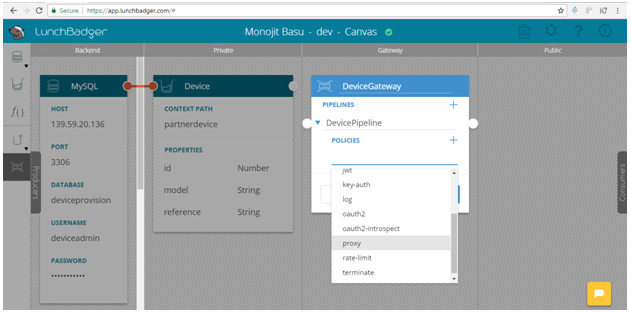 Secure
https://app.lunchbadger.com/#
LunchBadger
Monojit Basu - dev - Canvas
Backend
Private
Gateway
Public
MySQL
HOST
139.59.20.136
PORT
3306
DATABASE
deviceprovision
USERNAME
deviceadmin
PASSWORD
•••••••••••
Device
CONTEXT PATH
partnerdevice
PROPERTIES
id Number
model String
reference String
DeviceGateway
PIPELINES
DevicePipeline
POLICIES
jwt
key-auth
log
oauth2
oauth2-introspect
proxy
rate-limit
terminate
Producers
Consumers